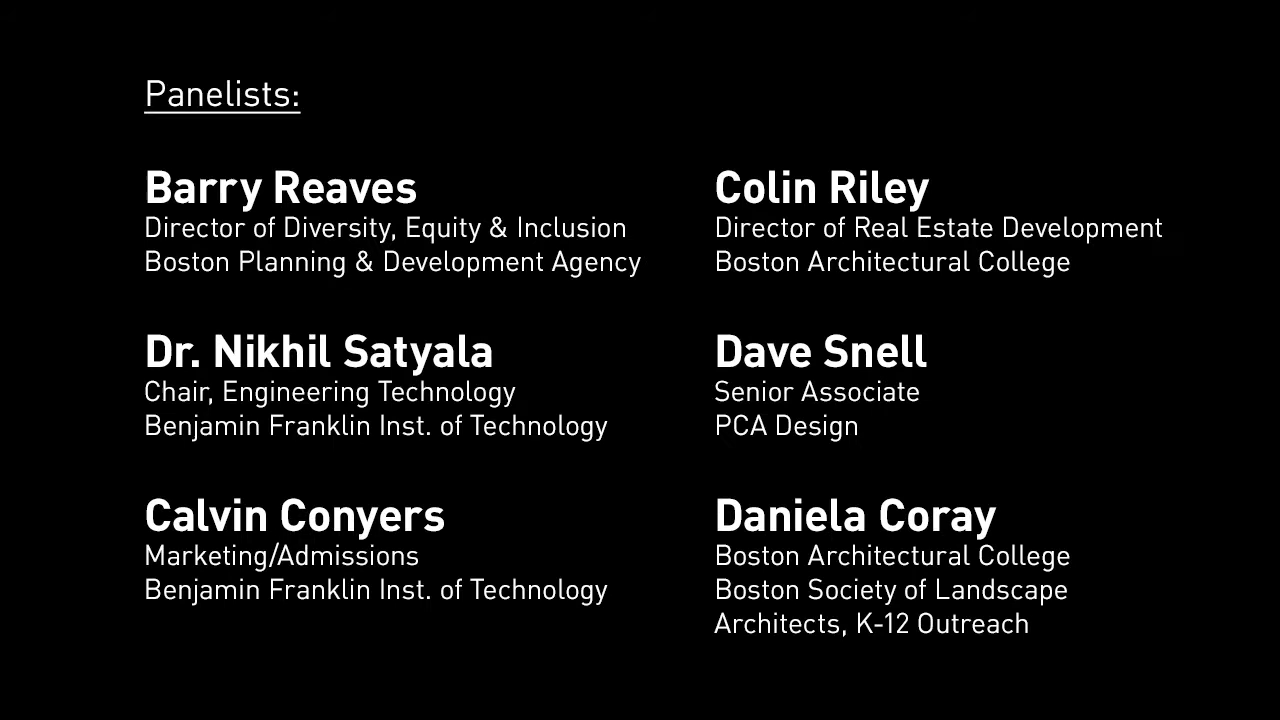 Panelists:
Barry Reaves
Director of Diversity, Equity & Inclusion
Boston Planning & Development Agency
Dr. Nikhil Satyala
Chair, Engineering Technology
Benjamin Franklin Inst. of Technology
Calvin Conyers
Marketing/Admissions
Benjamin Franklin Inst. of Technology
Colin Riley
Director of Real Estate Development
Boston Architectural College
Dave Snell
Senior Associate
PCA Design
Daniela Coray
Boston Architectural College
Boston Society of Landscape
Architects, K-12 Outreach